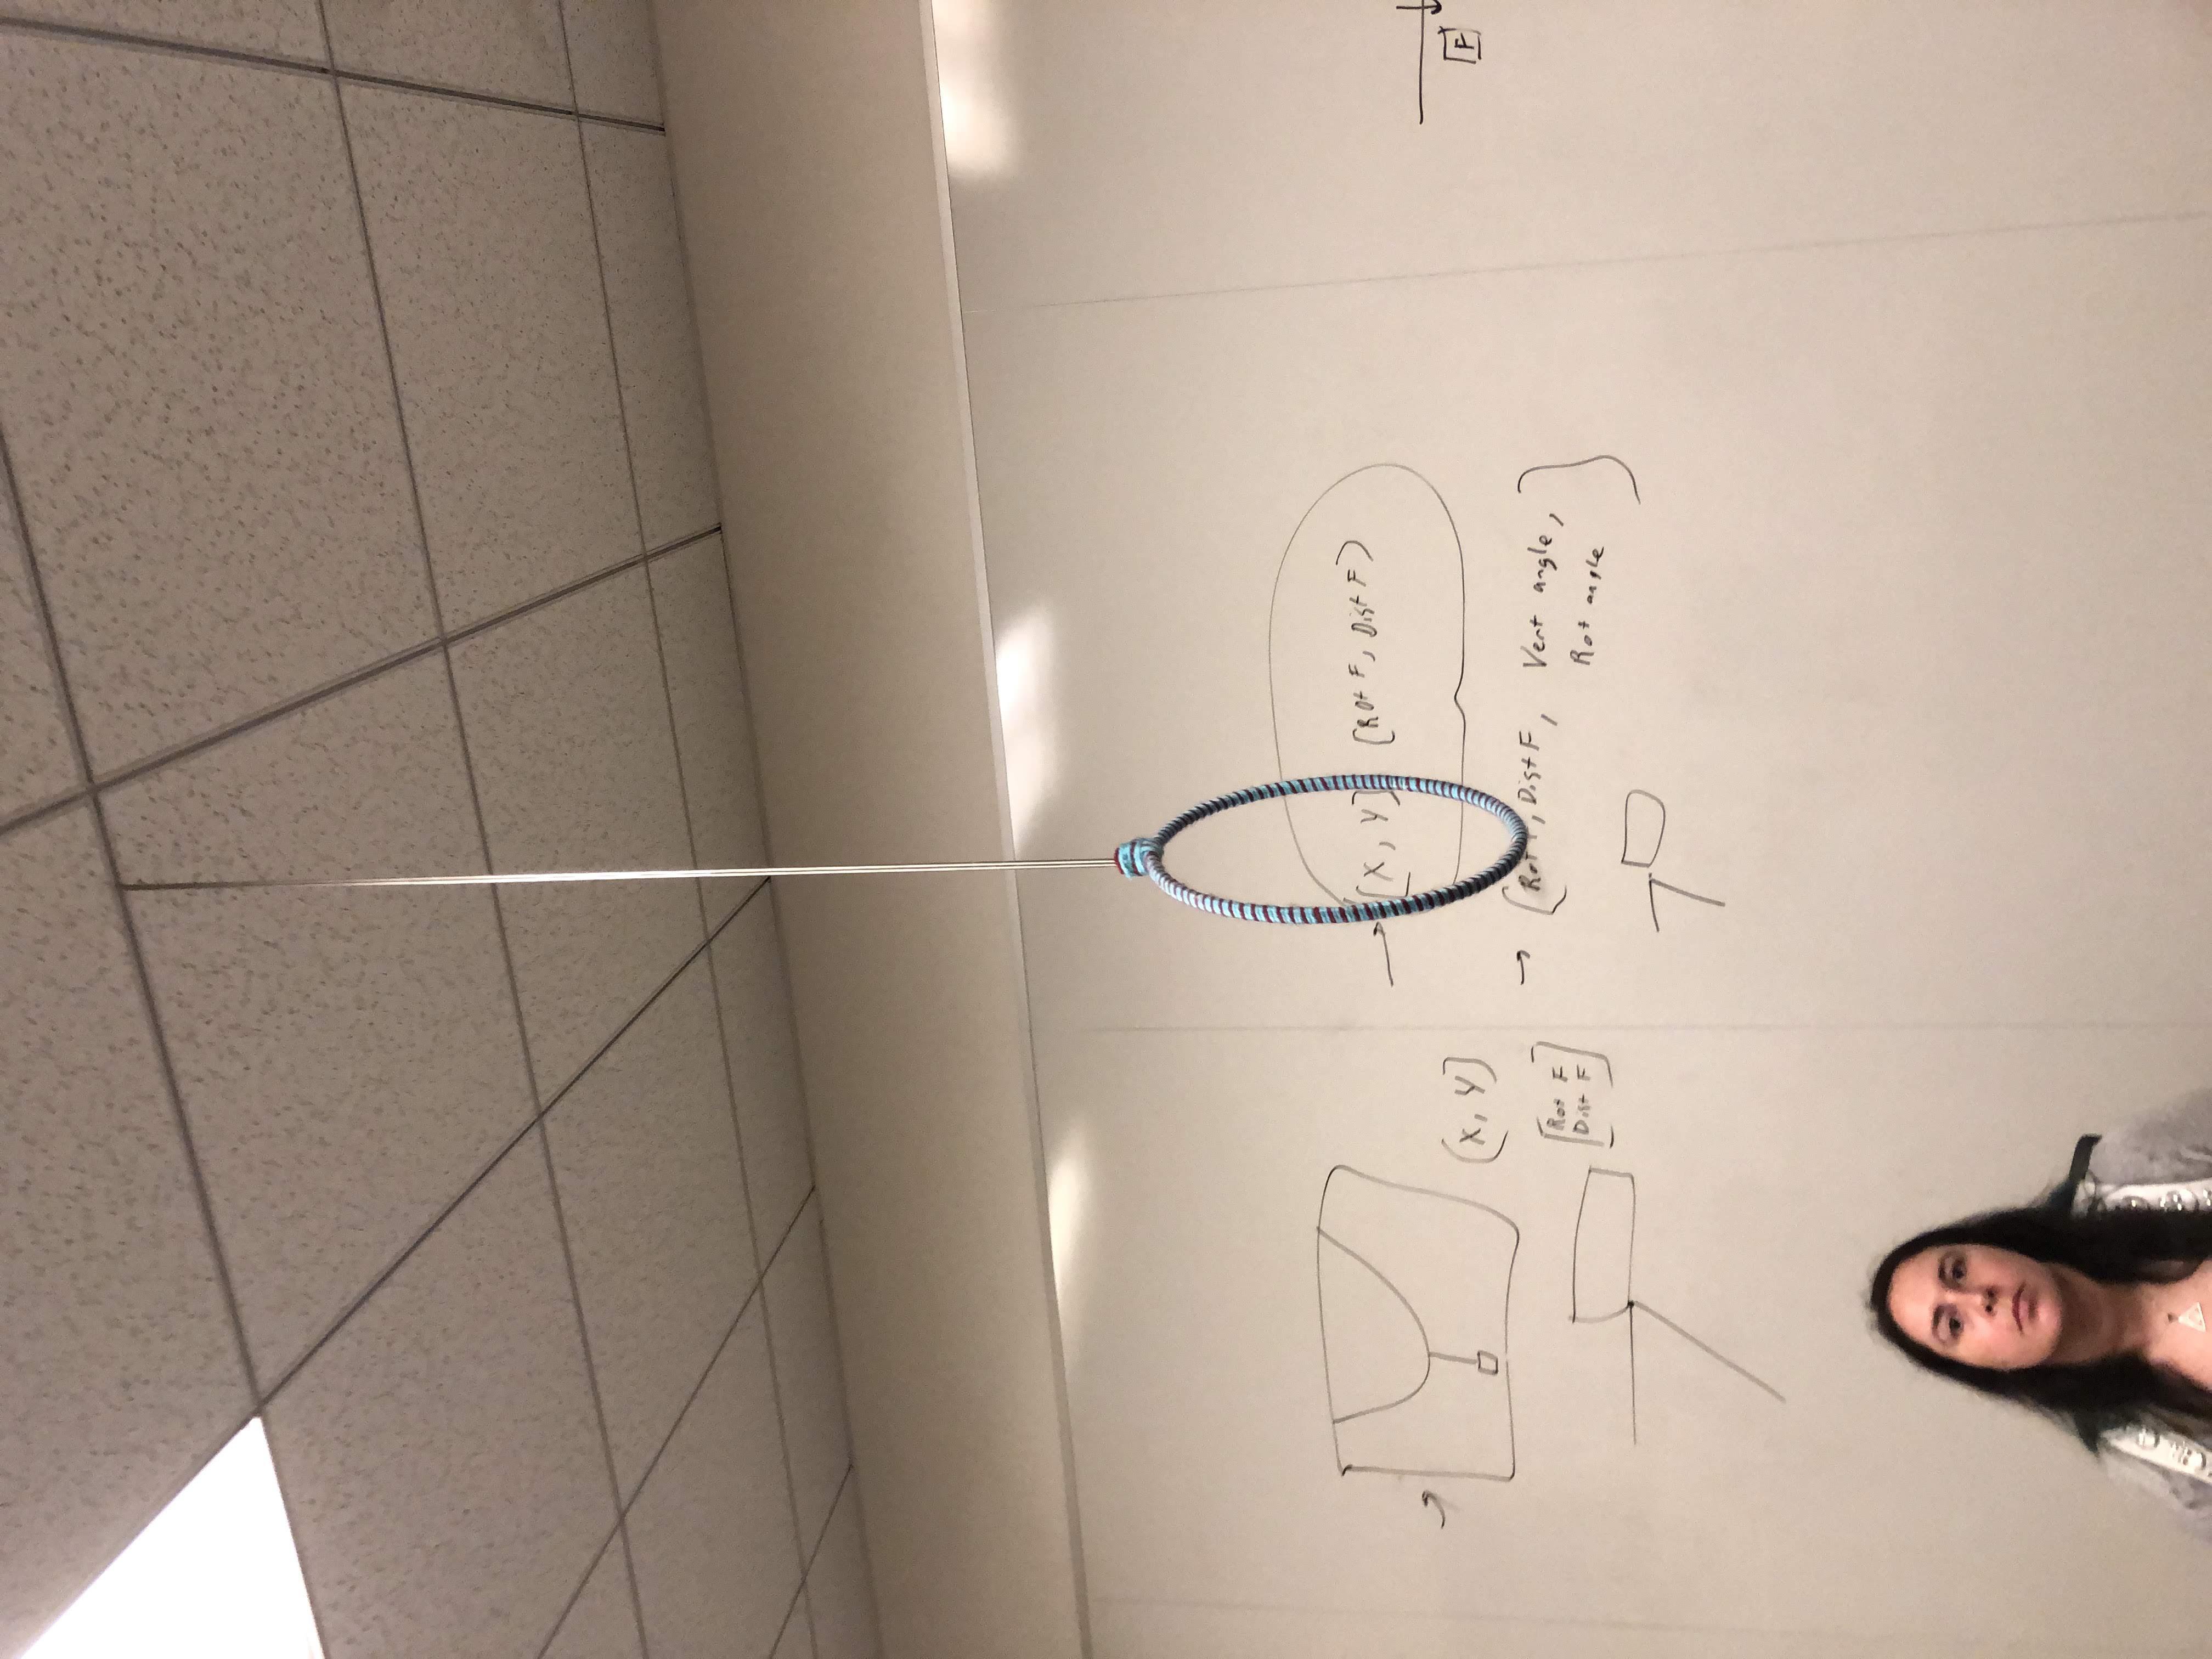 (X, Y]
[Rot F
Dist F]
→ [X, Y] (Rot F, Dist F)
→ [Rot F, Dist F, Vert angle,
Rot angle]
F